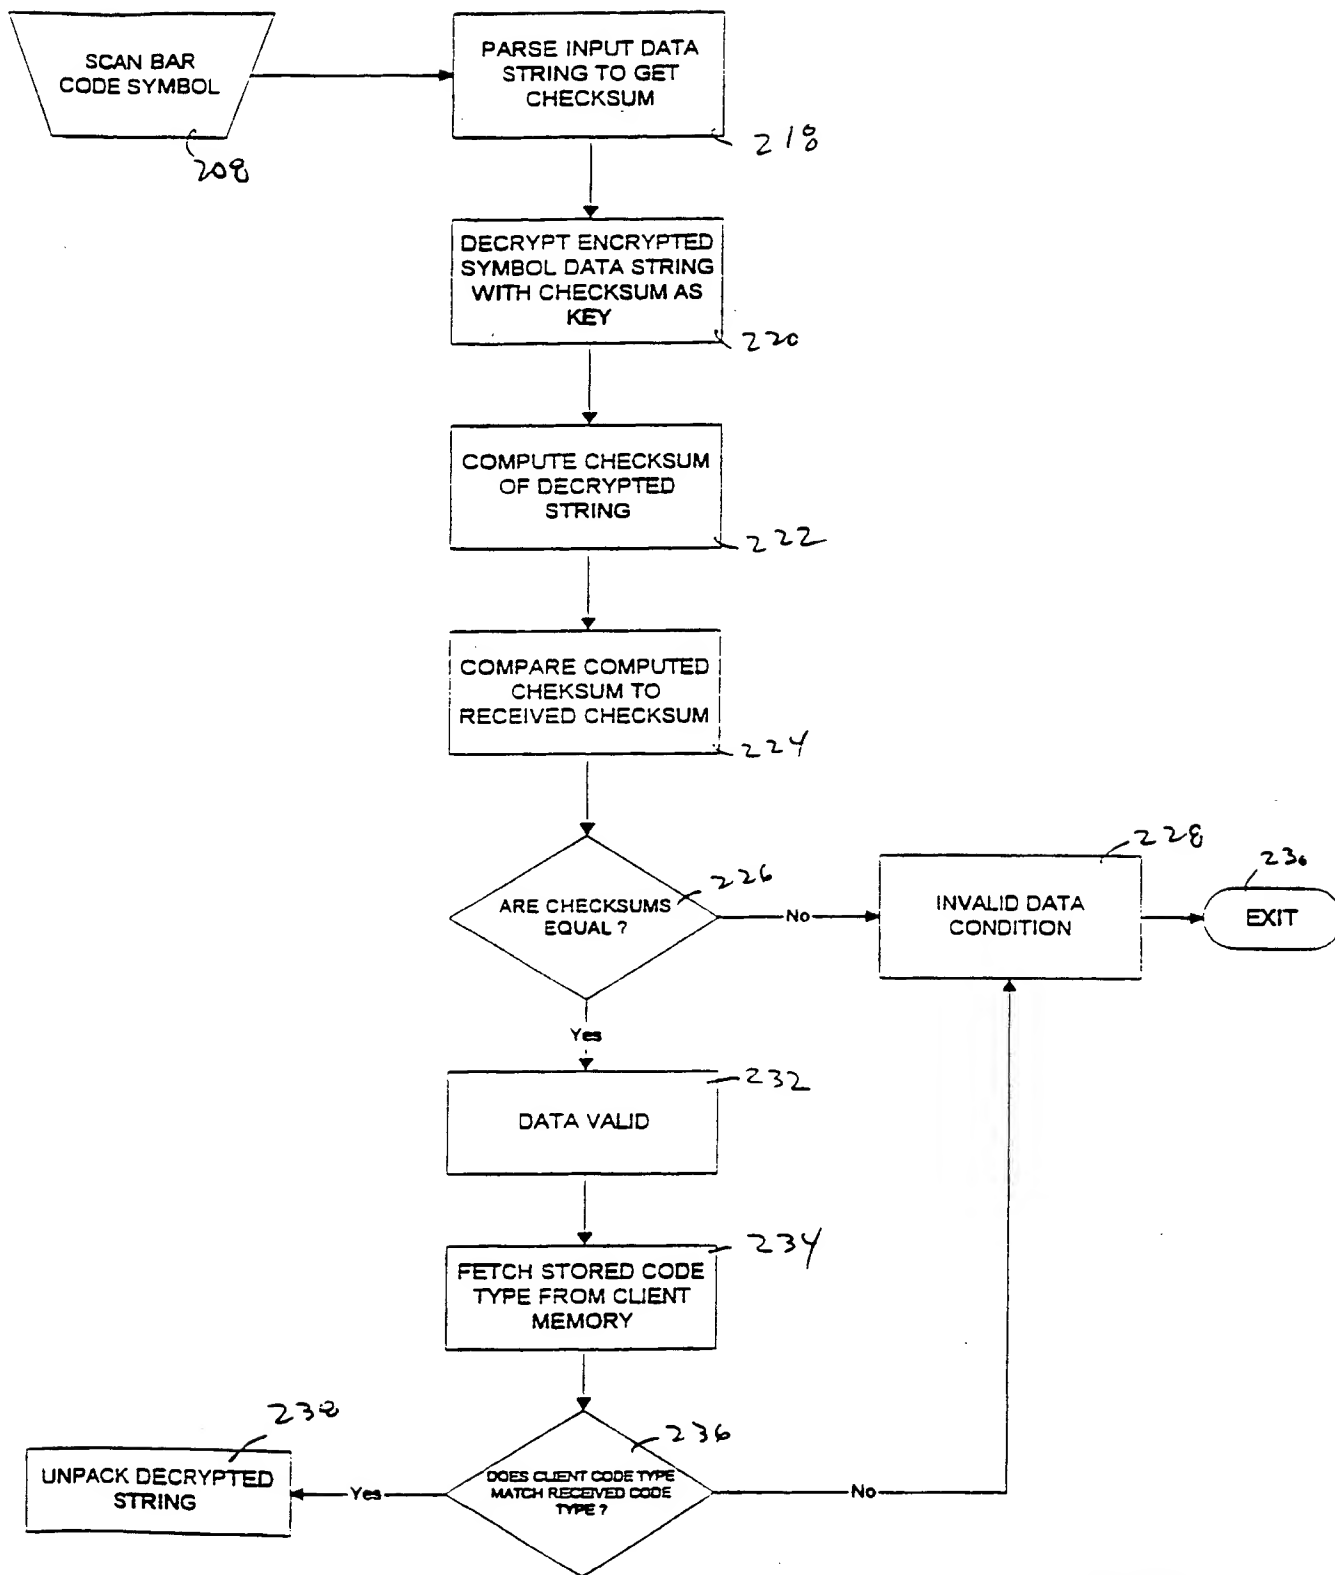 SCAN BAR
CODE SYMBOL
208
PARSE INPUT DATA
STRING TO GET
CHECKSUM
218
DECRYPT ENCRYPTED
SYMBOL DATA STRING
WITH CHECKSUM AS
KEY
220
COMPUTE CHECKSUM
OF DECRYPTED
STRING
222
COMPARE COMPUTED
CHEKSUM TO
RECEIVED CHECKSUM
224
ARE CHECKSUMS
EQUAL ?
226
No
INVALID DATA
CONDITION
228
EXIT
230
Yes
DATA VALID
232
FETCH STORED CODE
TYPE FROM CLIENT
MEMORY
234
DOES CLIENT CODE TYPE
MATCH RECEIVED CODE
TYPE ?
236
No
Yes
UNPACK DECRYPTED
STRING
238